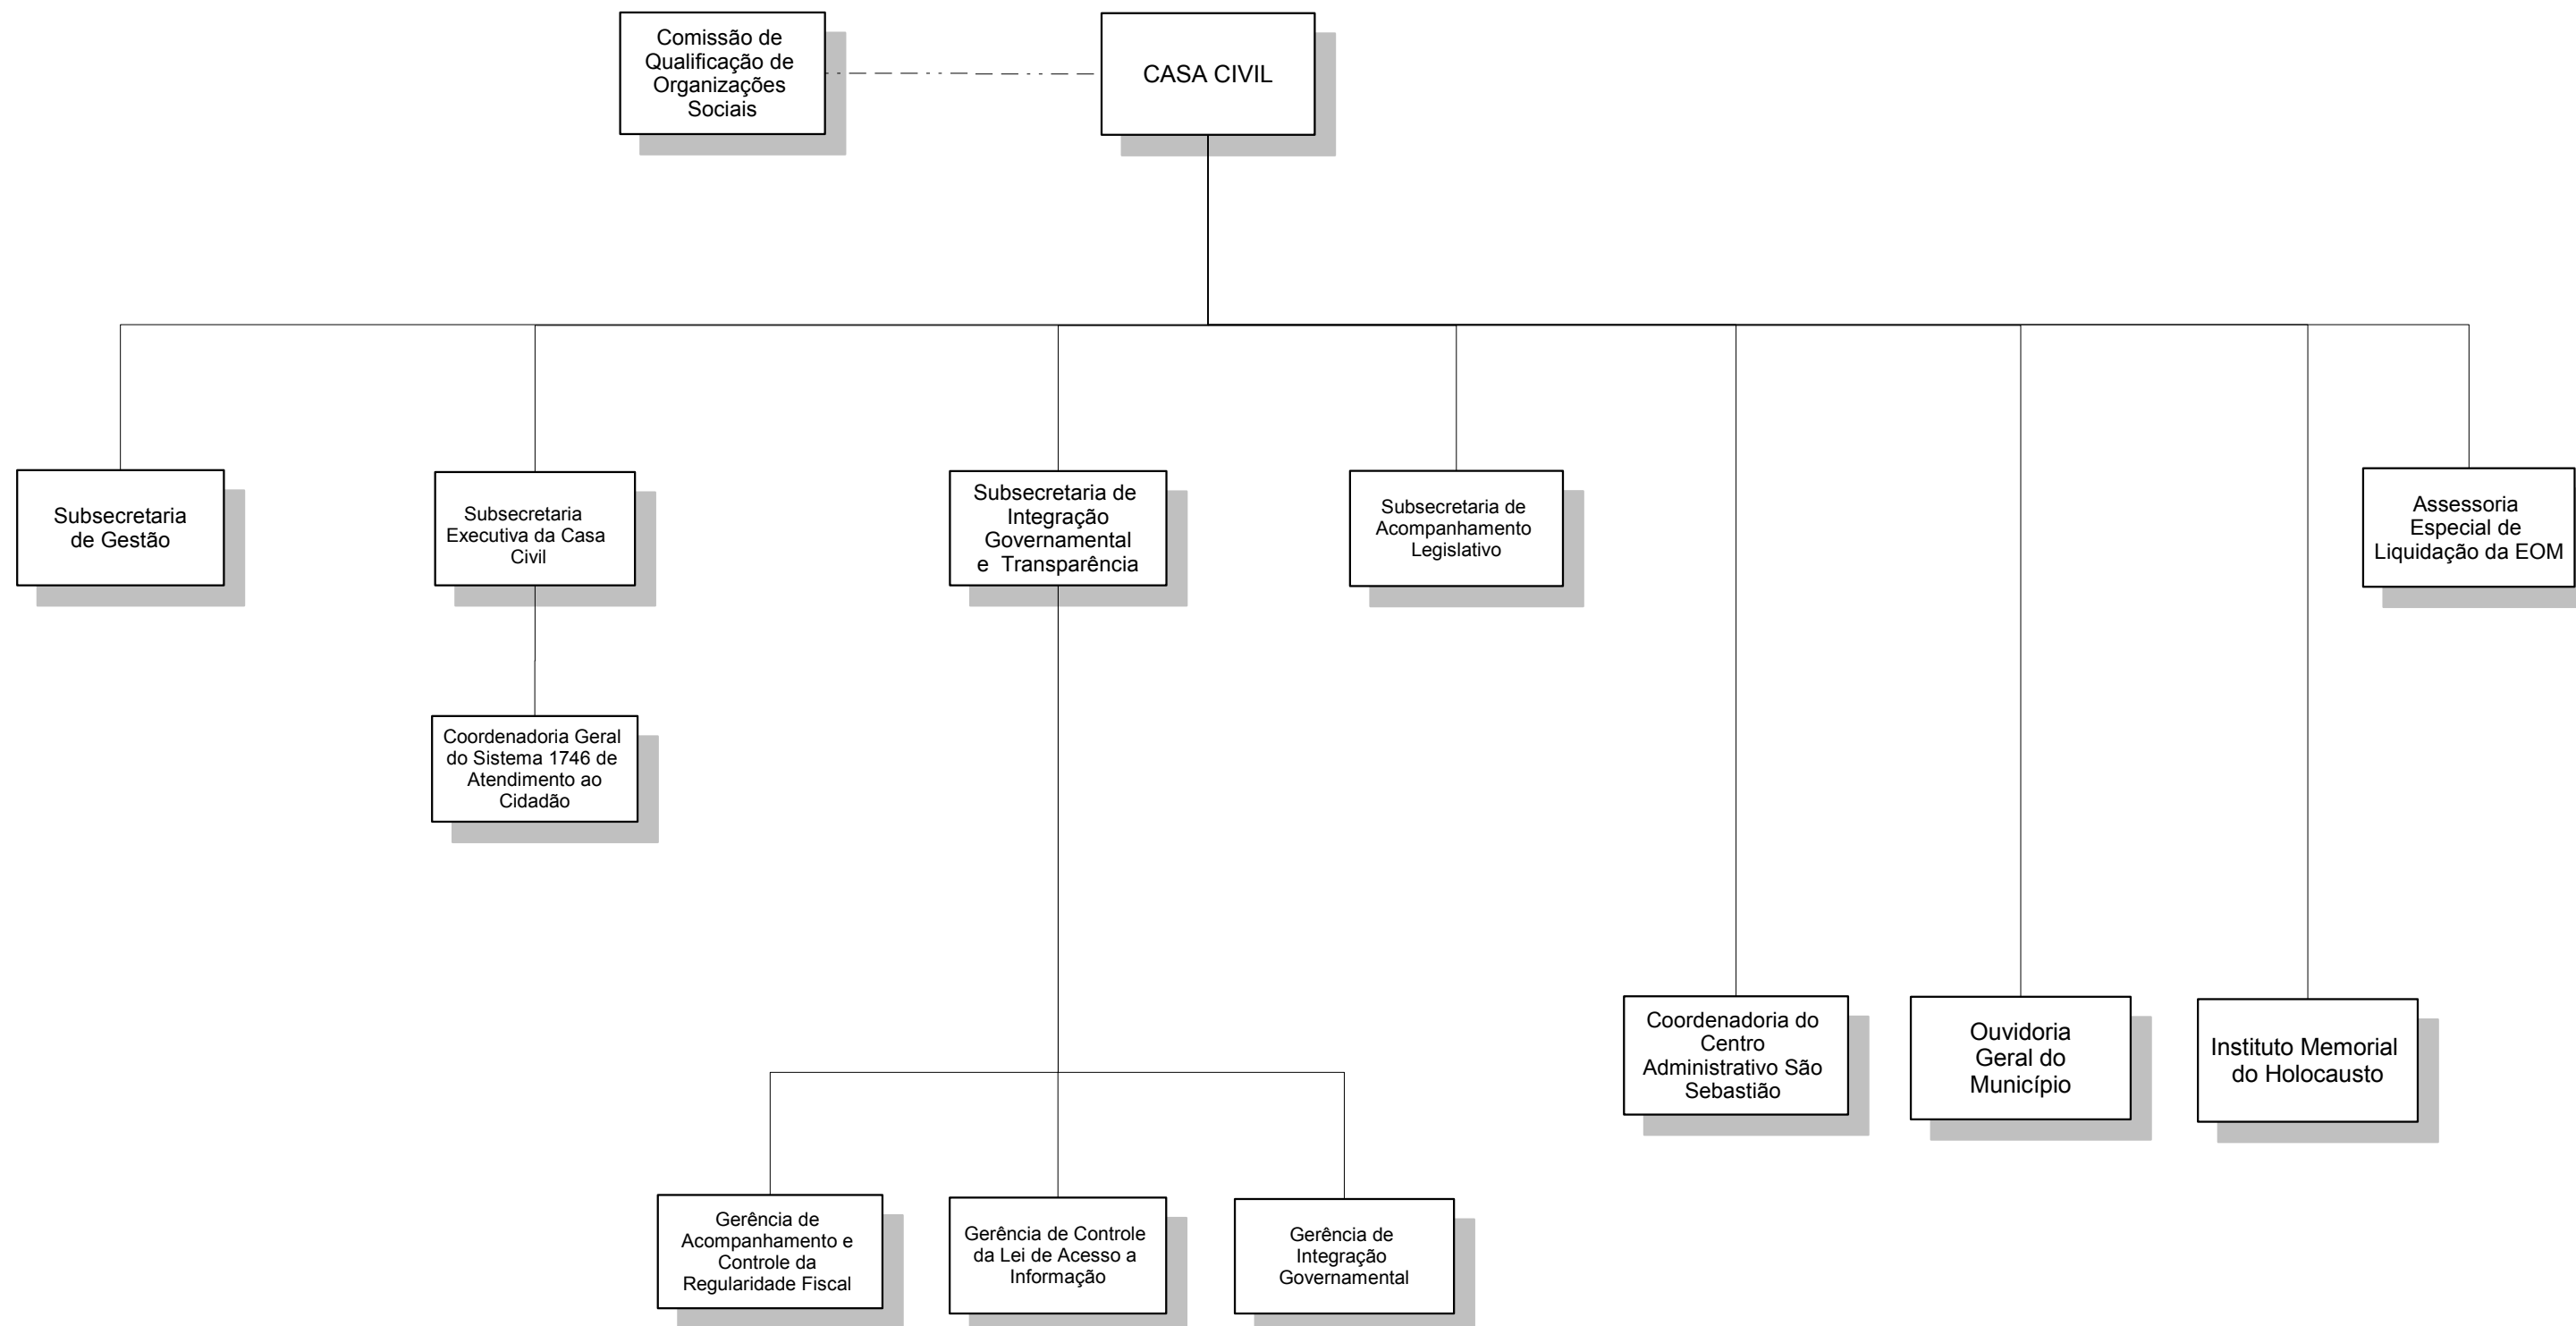 Comissão de
Qualificação de
Organizações
Sociais
CASA CIVIL
Subsecretaria
de Gestão
Subsecretaria
Executiva da Casa
Civil
Subsecretaria de
Integração
Governamental
e Transparência
Subsecretaria de
Acompanhamento
Legislativo
Assessoria
Especial de
Liquidação da EOM
Coordenadoria Geral
do Sistema 1746 de
Atendimento ao
Cidadão
Coordenadoria do
Centro
Administrativo São
Sebastião
Ouvidoria
Geral do
Município
Instituto Memorial
do Holocausto
Gerência de
Acompanhamento e
Controle da
Regularidade Fiscal
Gerência de Controle
da Lei de Acesso a
Informação
Gerência de
Integração
Governamental